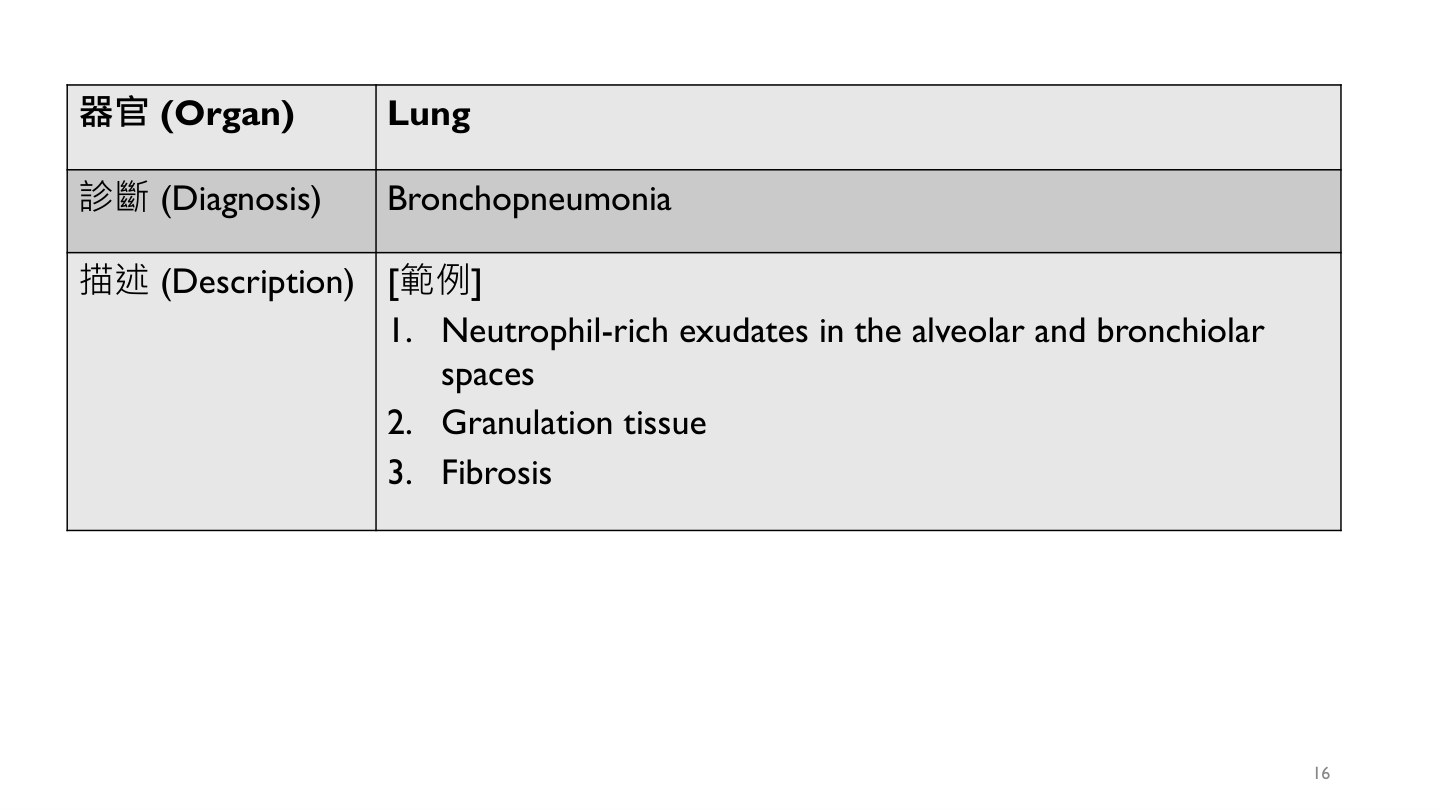 器官 (Organ)
Lung
診斷 (Diagnosis)
Bronchopneumonia
描述 (Description)
[範例]
1. Neutrophil-rich exudates in the alveolar and bronchiolar
spaces
2. Granulation tissue
3. Fibrosis
16